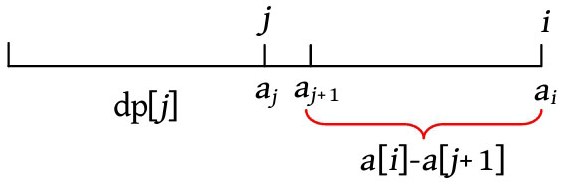 j i
a_j a_{j+1} a_i
dp[j]
a[i]-a[j+1]